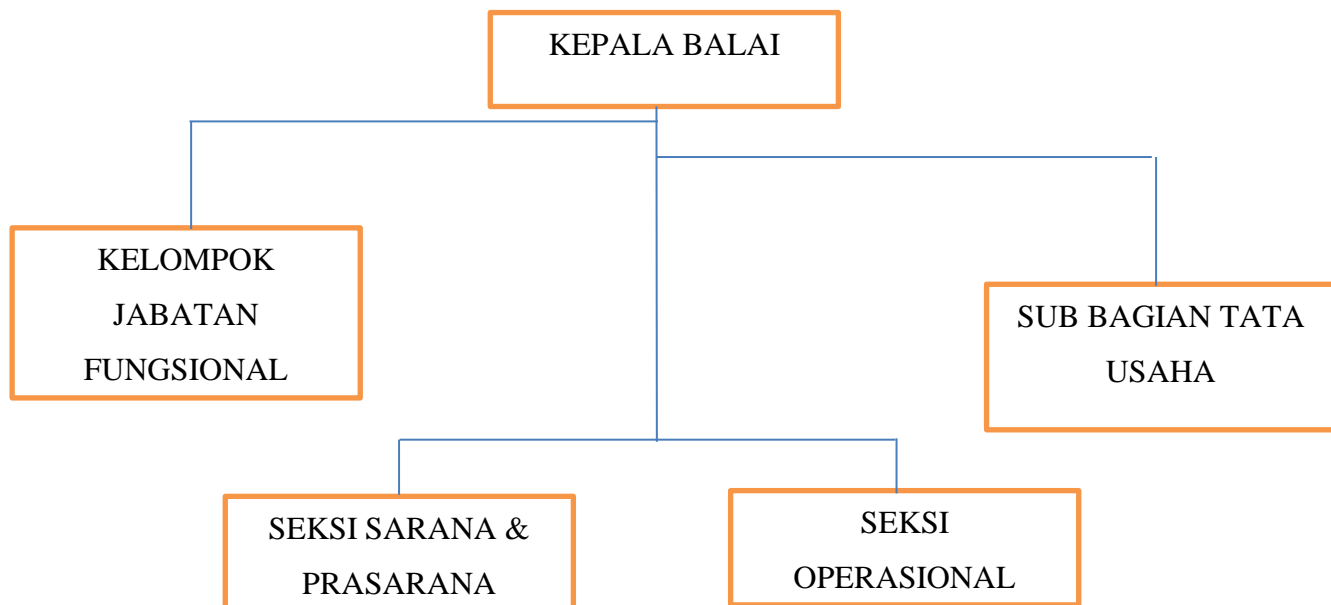 KEPALA BALAI
KELOMPOK
JABATAN
FUNGSIONAL
SUB BAGIAN TATA
USAHA
SEKSI SARANA &
PRASARANA
SEKSI
OPERASIONAL